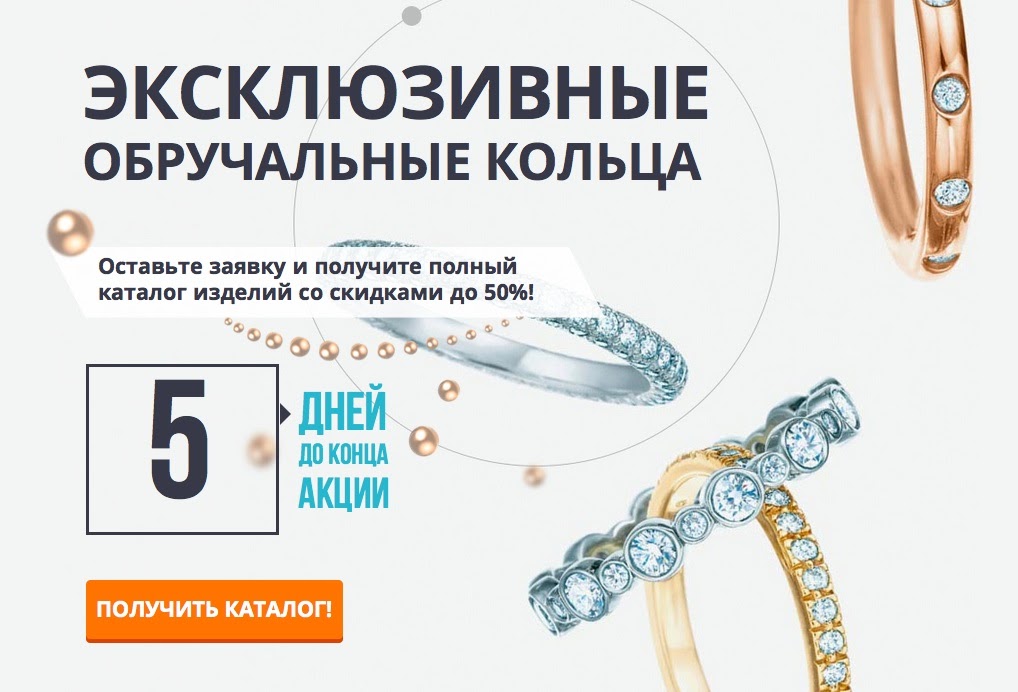 ЭКСКЛЮЗИВНЫЕ
ОБРУЧАЛЬНЫЕ КОЛЬЦА
Оставьте заявку и получите полный
каталог изделий со скидками до 50%!
5
ДНЕЙ
ДО КОНЦА
АКЦИИ
ПОЛУЧИТЬ КАТАЛОГ!